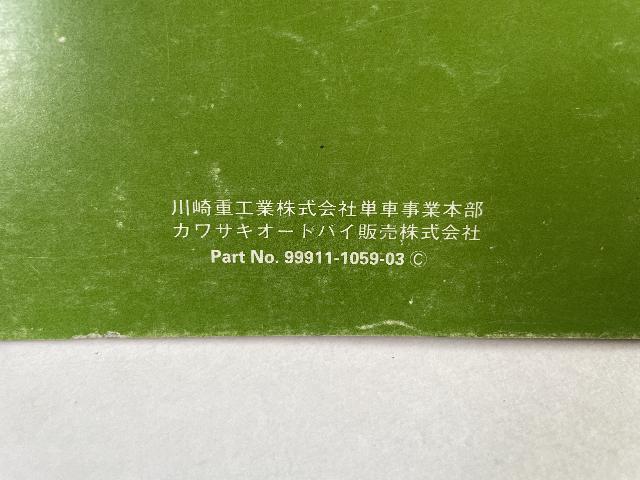 川崎重工業株式会社単車事業本部
カワサキオートバイ販売株式会社
Part No. 99911-1059-03 Ⓒ